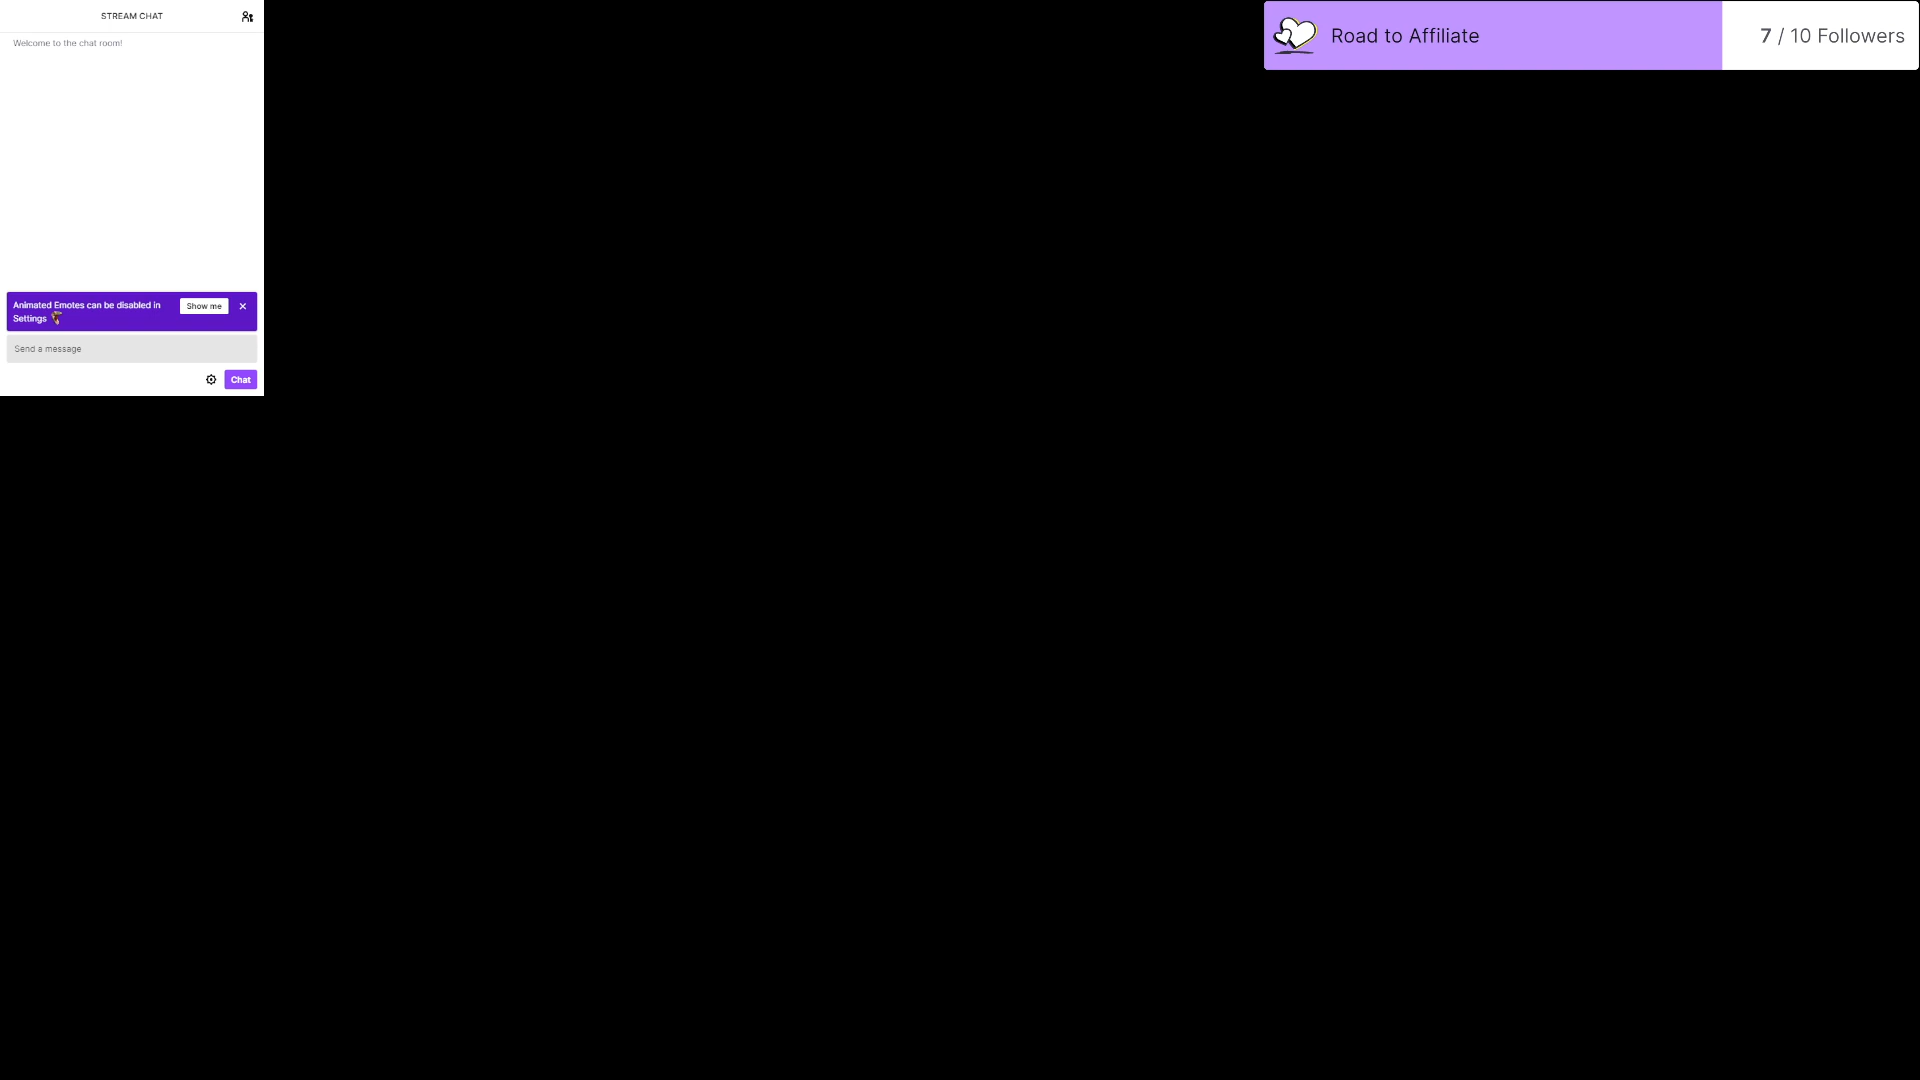 STREAM CHAT
Welcome to the chat room!
Animated Emotes can be disabled in
Settings
Show me
Send a message
Chat
Road to Affiliate
7 / 10 Followers